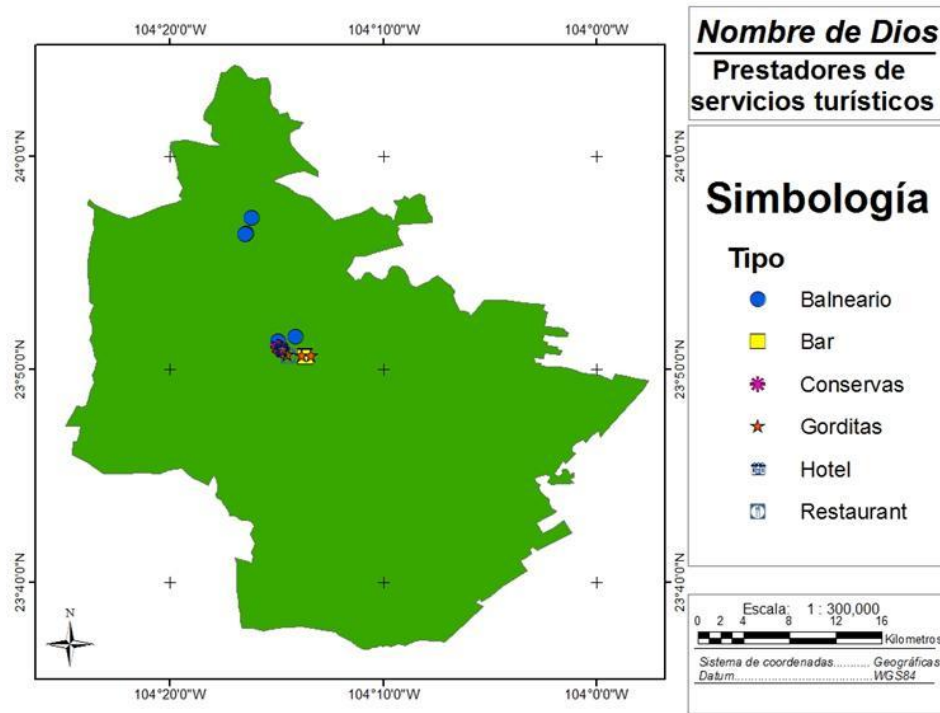 104°20'0"W 104°10'0"W 104°0'0"W
24°0'0"N 24°0'0"N
23°50'0"N 23°50'0"N
23°40'0"N 23°40'0"N
N
104°20'0"W 104°10'0"W 104°0'0"W
Nombre de Dios
Prestadores de
servicios turísticos
Simbología
Tipo
Balneario
Bar
Conservas
Gorditas
Hotel
Restaurant
Escala: 1 : 300,000
0 2 4 8 12 16
Kilometros
Sistema de coordenadas........... Geográficas
Datum...............................WGS84